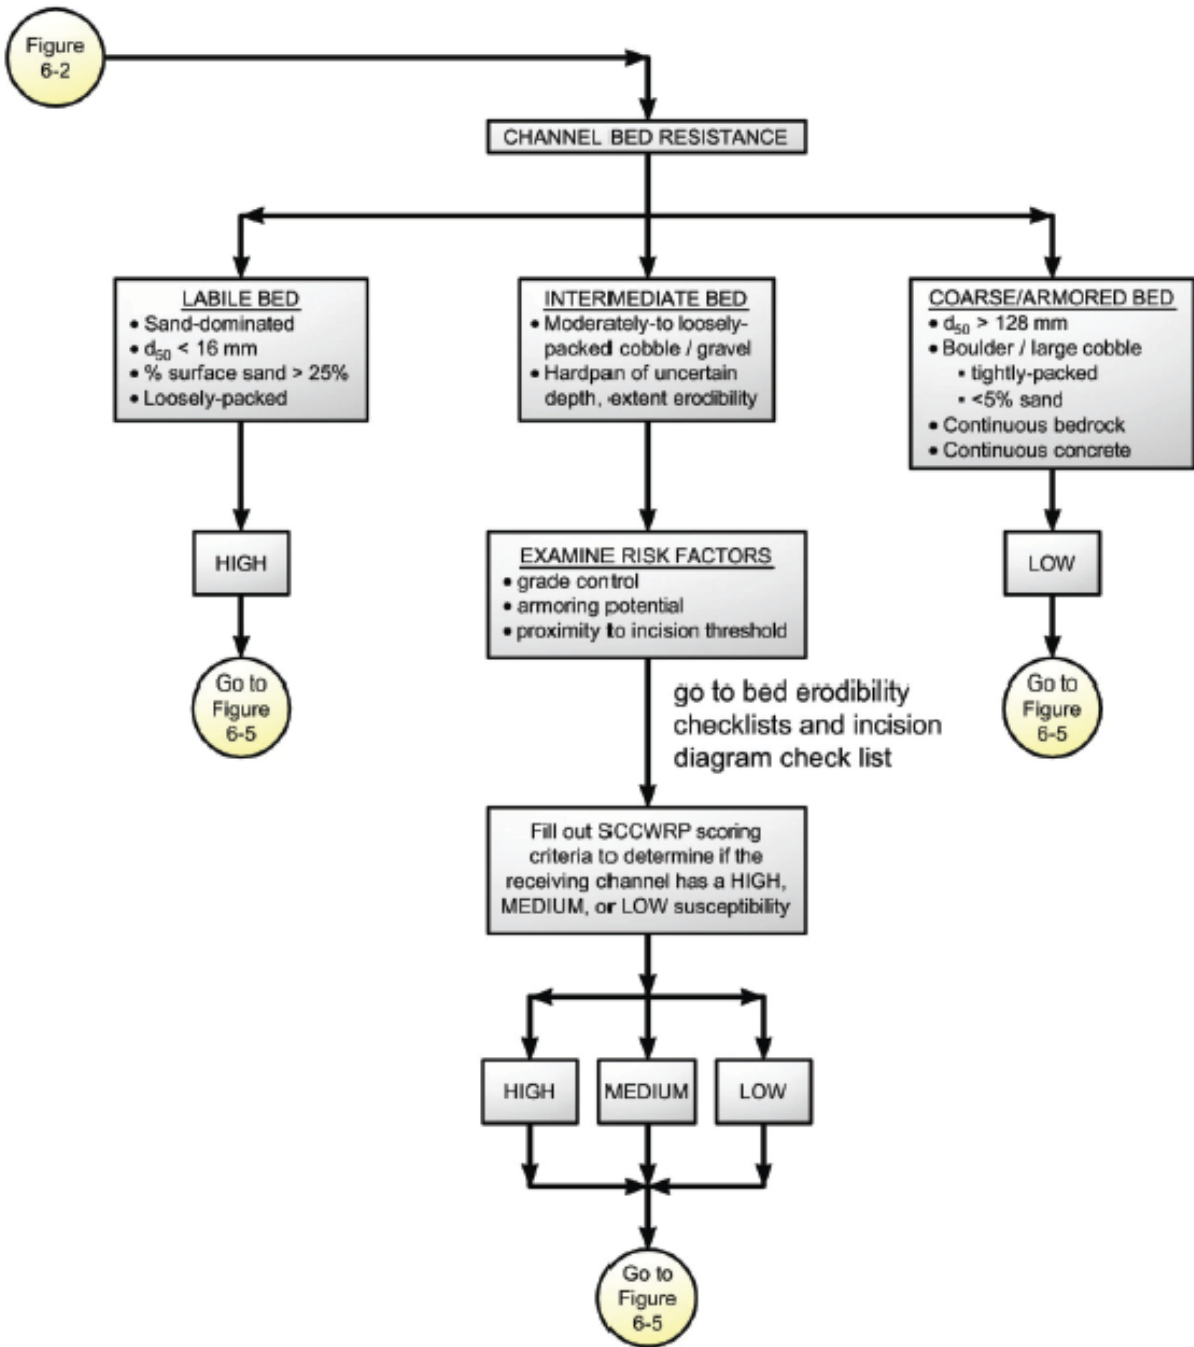 Figure
6-2
CHANNEL BED RESISTANCE
LABILE BED
• Sand-dominated
• d₅₀ < 16 mm
• % surface sand > 25%
• Loosely-packed
INTERMEDIATE BED
• Moderately-to loosely-
packed cobble / gravel
• Hardpan of uncertain
depth, extent erodibility
COARSE/ARMORED BED
• d₅₀ > 128 mm
• Boulder / large cobble
▪ tightly-packed
▪ <5% sand
• Continuous bedrock
• Continuous concrete
HIGH
EXAMINE RISK FACTORS
• grade control
• armoring potential
• proximity to incision threshold
LOW
Go to
Figure
6-5
go to bed erodibility
checklists and incision
diagram check list
Go to
Figure
6-5
Fill out SCCWRP scoring
criteria to determine if the
receiving channel has a HIGH,
MEDIUM, or LOW susceptibility
HIGH
MEDIUM
LOW
Go to
Figure
6-5